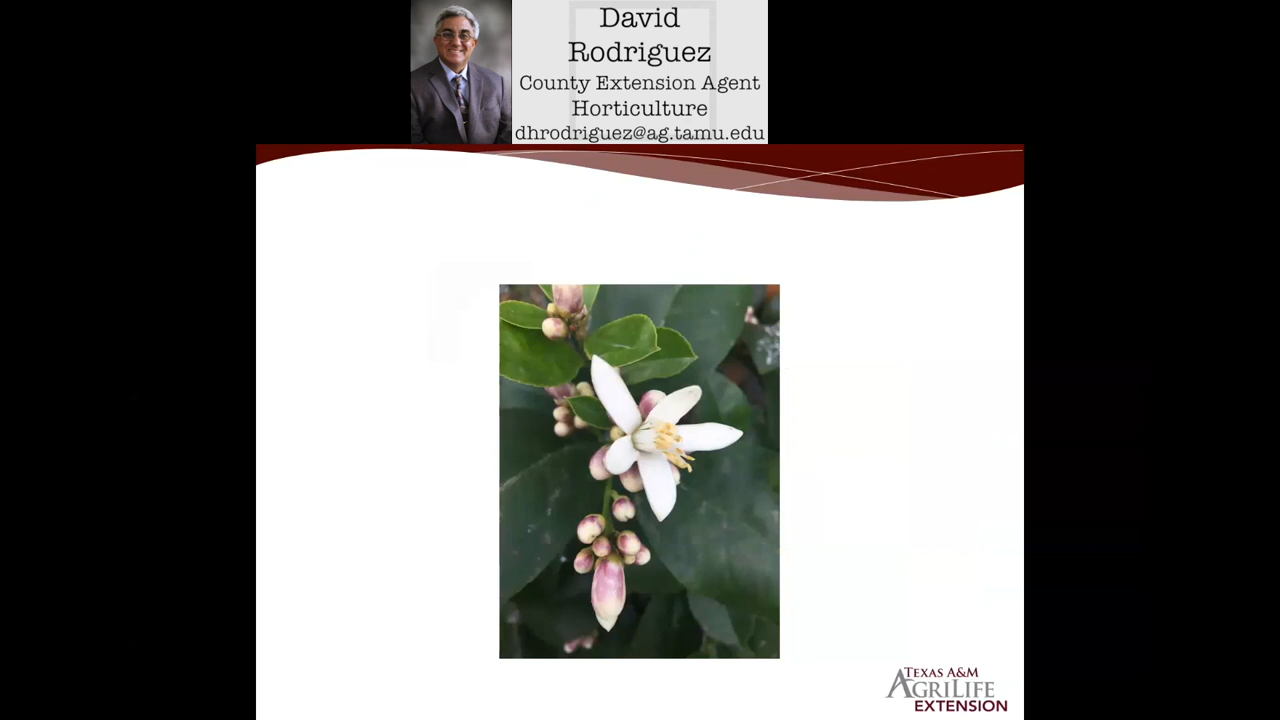 David
Rodriguez
County Extension Agent
Horticulture
dhrodriguez@ag.tamu.edu
TEXAS A&M
AGRILIFE
EXTENSION